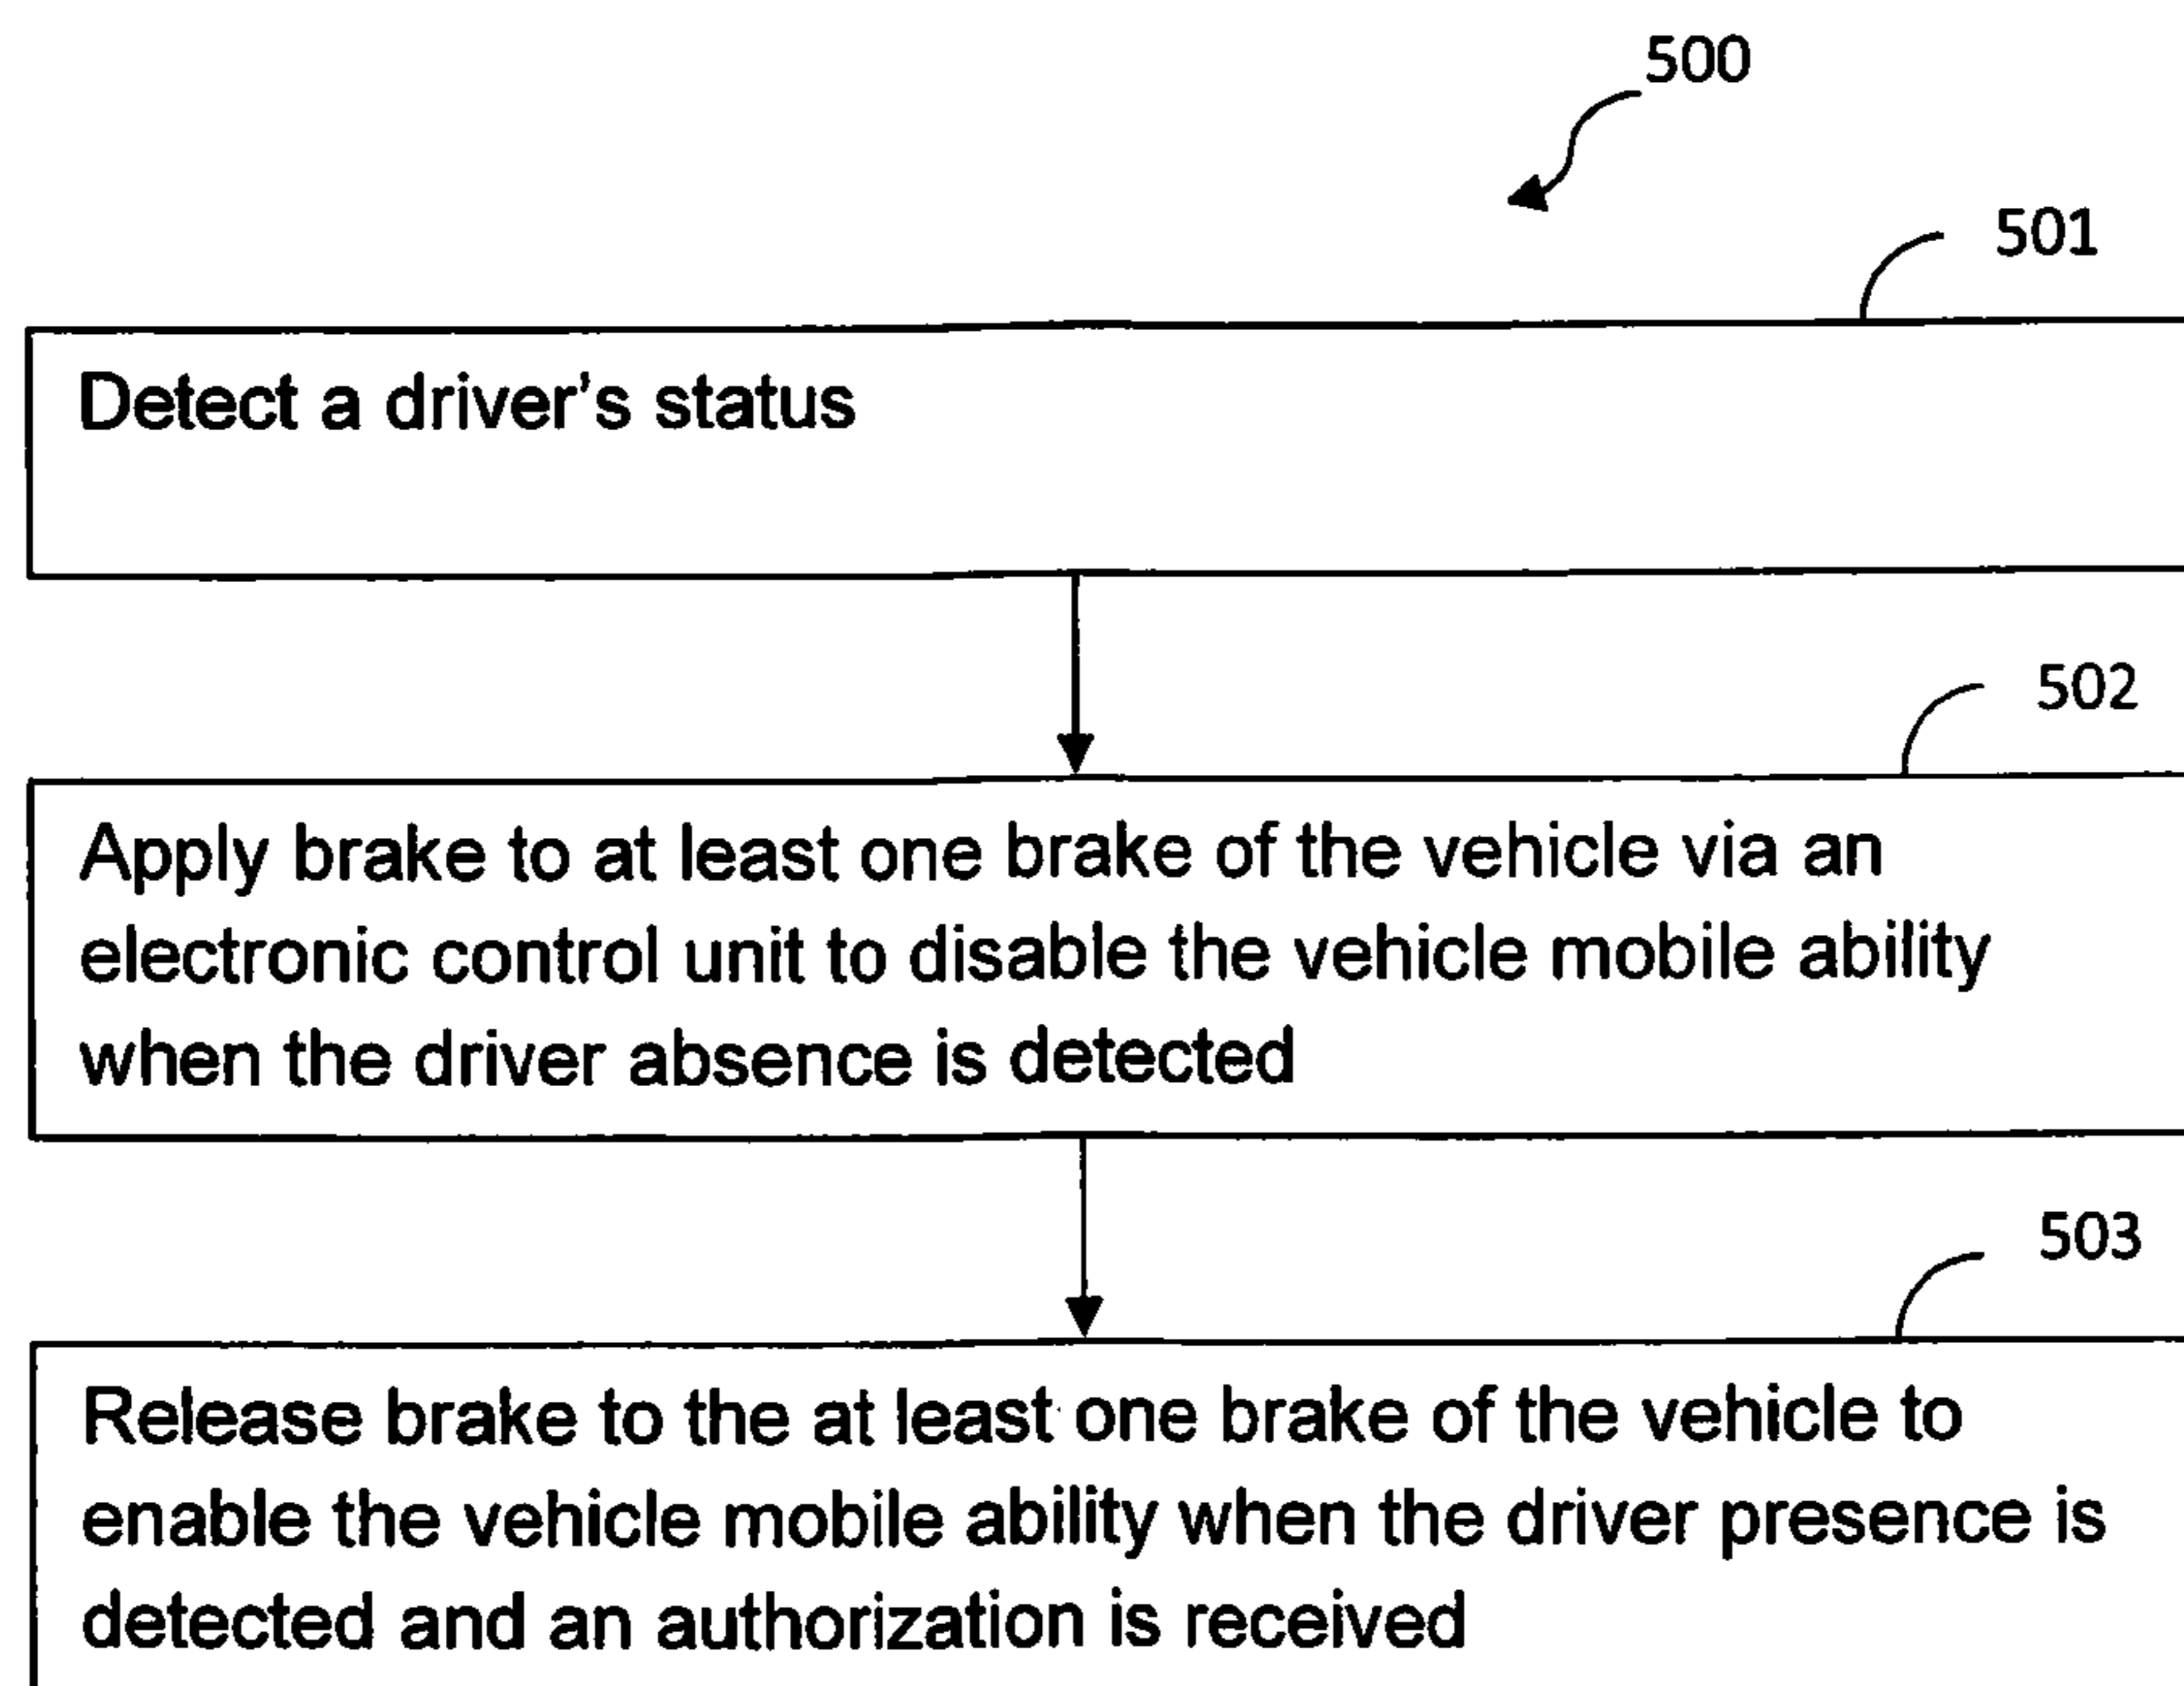 500
501
Detect a driver's status
502
Apply brake to at least one brake of the vehicle via an
electronic control unit to disable the vehicle mobile ability
when the driver absence is detected
503
Release brake to the at least one brake of the vehicle to
enable the vehicle mobile ability when the driver presence is
detected and an authorization is received